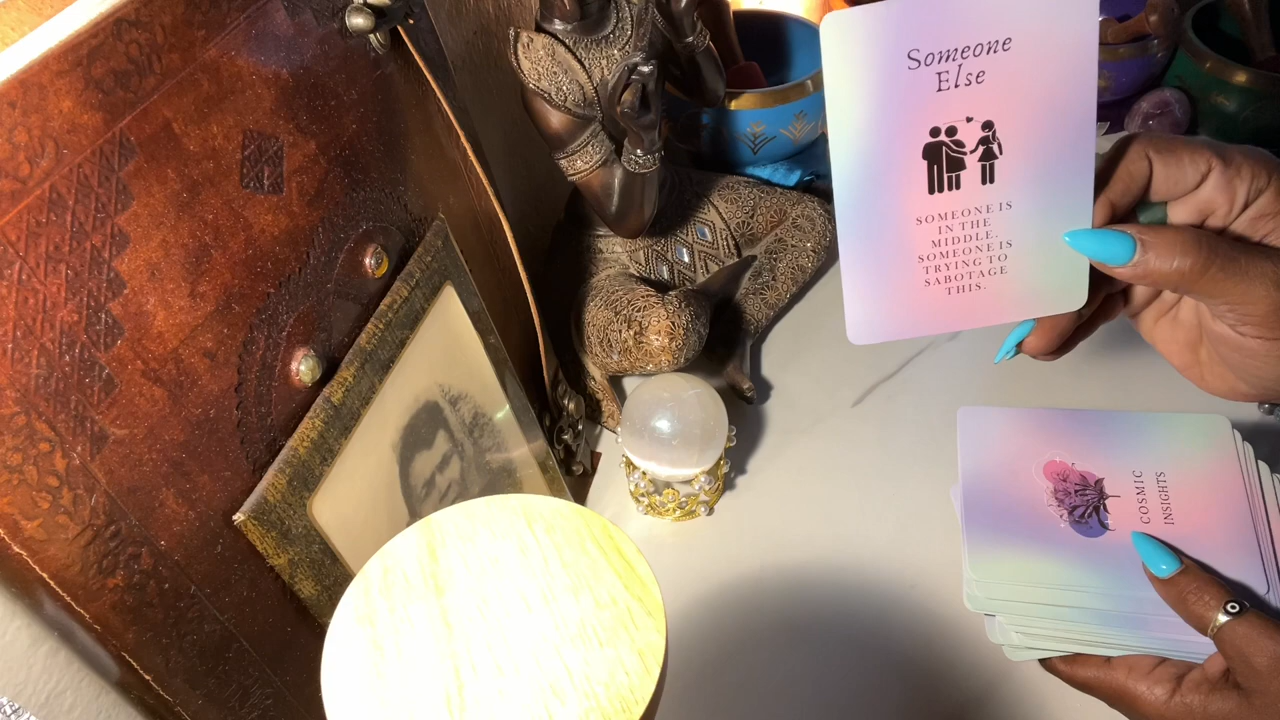 Someone
Else
SOMEONE IS
IN THE
MIDDLE.
SOMEONE IS
TRYING TO
SABOTAGE
THIS.
COSMIC
INSIGHTS